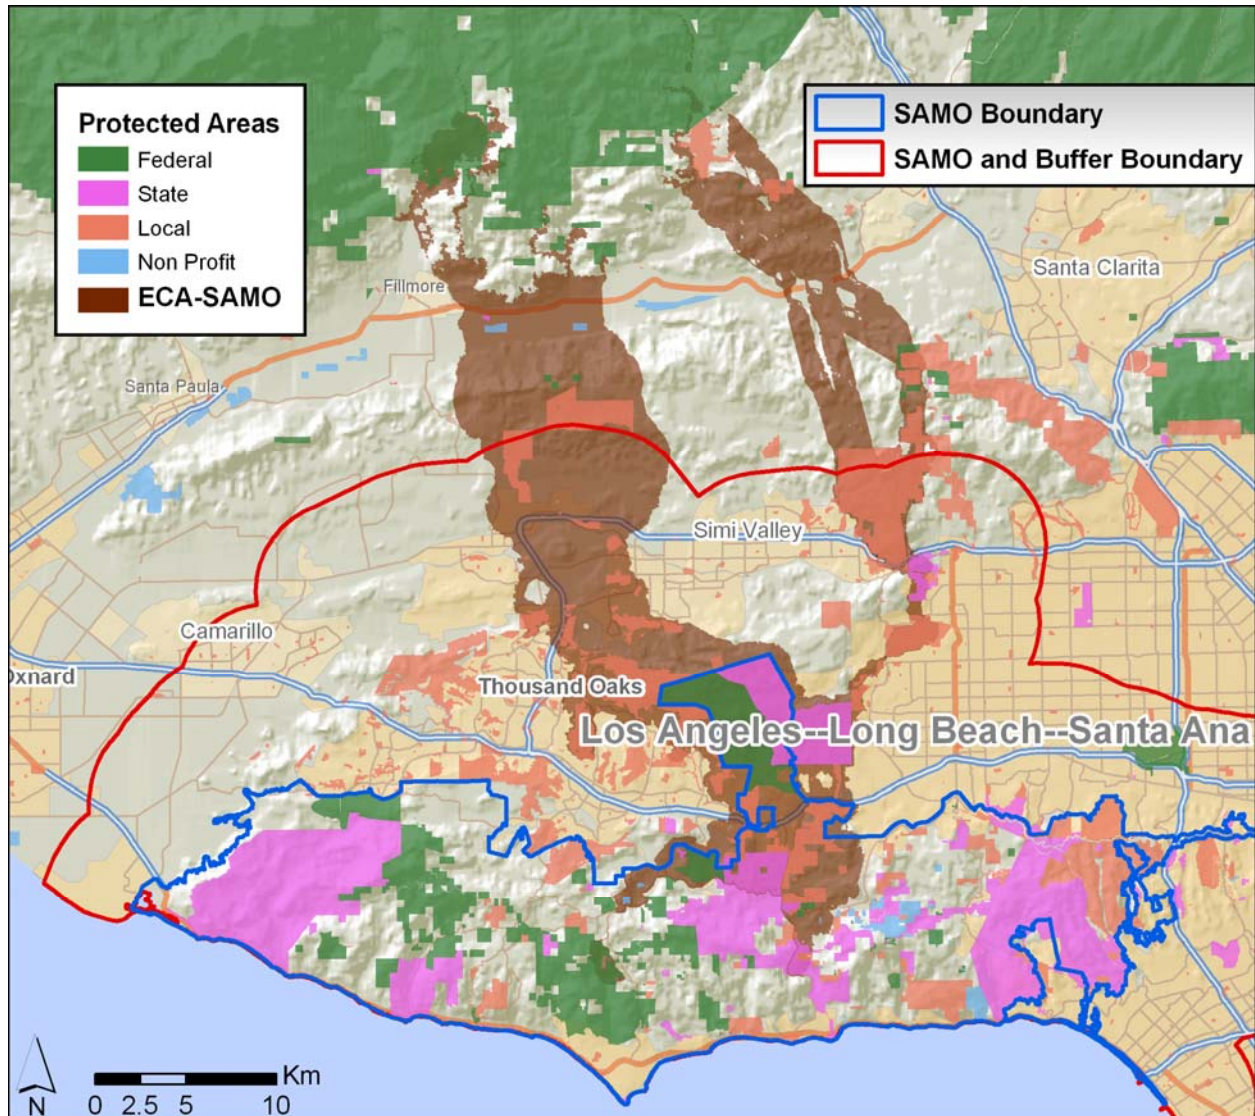 Protected Areas
Federal
State
Local
Non Profit
ECA-SAMO
SAMO Boundary
SAMO and Buffer Boundary
Santa Clarita
Fillmore
Santa Paula
Simi Valley
Camarillo
Oxnard
Thousand Oaks
Los Angeles--Long Beach--Santa Ana
N
Km
0 2.5 5 10